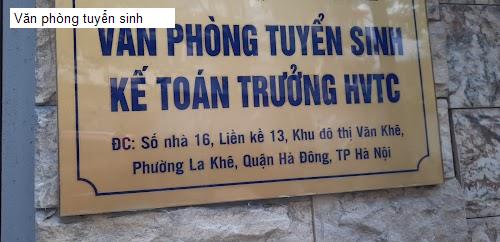 Văn phòng tuyển sinh
VĂN PHÒNG TUYỂN SINH
KẾ TOÁN TRƯỞNG HVTC
ĐC: Số nhà 16, Liền kề 13, Khu đô thị Văn Khê,
Phường La Khê, Quận Hà Đông, TP Hà Nội